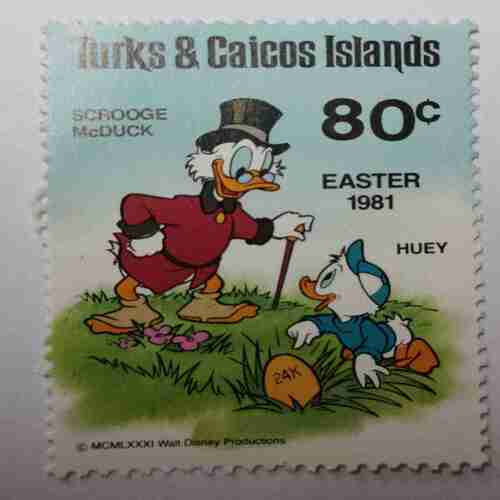 Turks & Caicos Islands
SCROOGE
McDUCK
80¢
EASTER
1981
HUEY
24K
© MCMLXXXI Walt Disney Productions